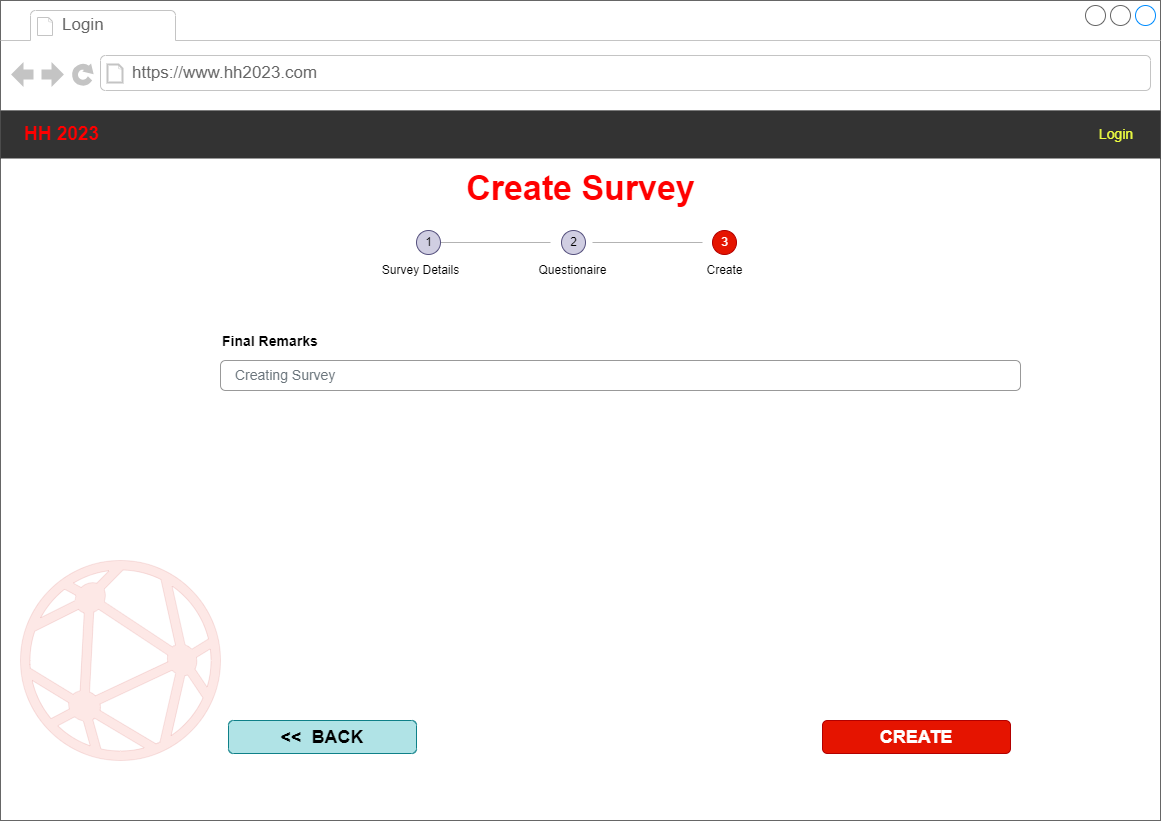 Login
https://www.hh2023.com
HH 2023
Login
Create Survey
1 2 3
Survey Details Questionaire Create
Final Remarks
Creating Survey
<< BACK CREATE